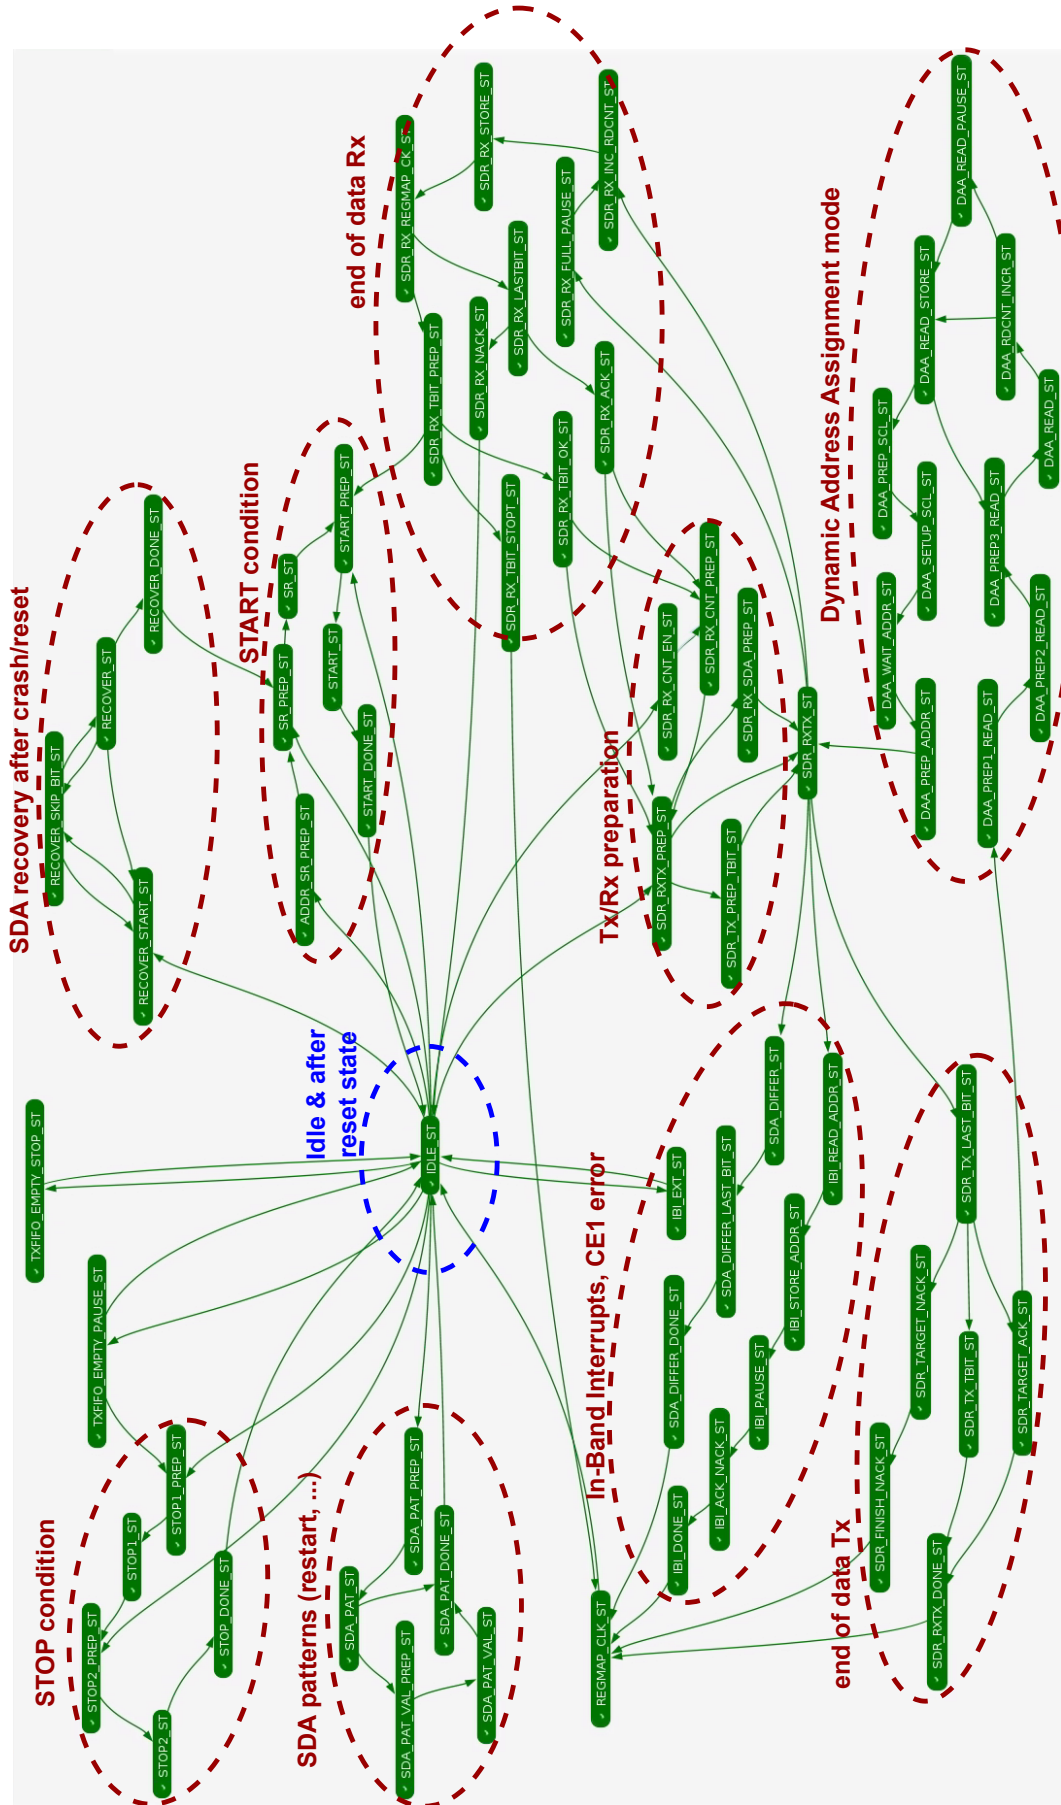 SDA recovery after crash/reset
RECOVER_SKIP_BIT_ST
RECOVER_ST
RECOVER_START_ST
RECOVER_DONE_ST
START condition
ADDR_SR_PREP_ST
SR_PREP_ST
SR_ST
START_PREP_ST
START_ST
START_DONE_ST
end of data Rx
SDR_RX_REGMAP_CK_ST
SDR_RX_STORE_ST
SDR_RX_INC_RDCNT_ST
SDR_RX_FULL_PAUSE_ST
SDR_RX_LASTBIT_ST
SDR_RX_TBIT_PREP_ST
SDR_RX_NACK_ST
SDR_RX_ACK_ST
SDR_RX_TBIT_OK_ST
SDR_RX_TBIT_STOPT_ST
Tx/Rx preparation
SDR_RX_CNT_EN_ST
SDR_RX_CNT_PREP_ST
SDR_RX_SDA_PREP_ST
SDR_RXTX_PREP_ST
SDR_TX_PREP_TBIT_ST
SDR_RXTX_ST
Dynamic Address Assignment mode
DAA_READ_PAUSE_ST
DAA_READ_STORE_ST
DAA_RDCNT_INCR_ST
DAA_READ_ST
DAA_PREP_SCL_ST
DAA_SETUP_SCL_ST
DAA_PREP3_READ_ST
DAA_WAIT_ADDR_ST
DAA_PREP2_READ_ST
DAA_PREP_ADDR_ST
DAA_PREP1_READ_ST
TXFIFO_EMPTY_STOP_ST
TXFIFO_EMPTY_PAUSE_ST
Idle & after
reset state
IDLE_ST
STOP condition
STOP1_PREP_ST
STOP1_ST
STOP2_PREP_ST
STOP2_ST
STOP_DONE_ST
SDA patterns (restart, ...)
SDA_PAT_PREP_ST
SDA_PAT_ST
SDA_PAT_DONE_ST
SDA_PAT_VAL_PREP_ST
SDA_PAT_VAL_ST
In-Band Interrupts, CE1 error
IBI_EXT_ST
SDA_DIFFER_ST
SDA_DIFFER_LAST_BIT_ST
SDA_DIFFER_DONE_ST
IBI_READ_ADDR_ST
IBI_STORE_ADDR_ST
IBI_PAUSE_ST
IBI_ACK_NACK_ST
IBI_DONE_ST
REGMAP_CLK_ST
end of data Tx
SDR_TX_LAST_BIT_ST
SDR_TARGET_NACK_ST
SDR_TX_TBIT_ST
SDR_TARGET_ACK_ST
SDR_FINISH_NACK_ST
SDR_RXTX_DONE_ST